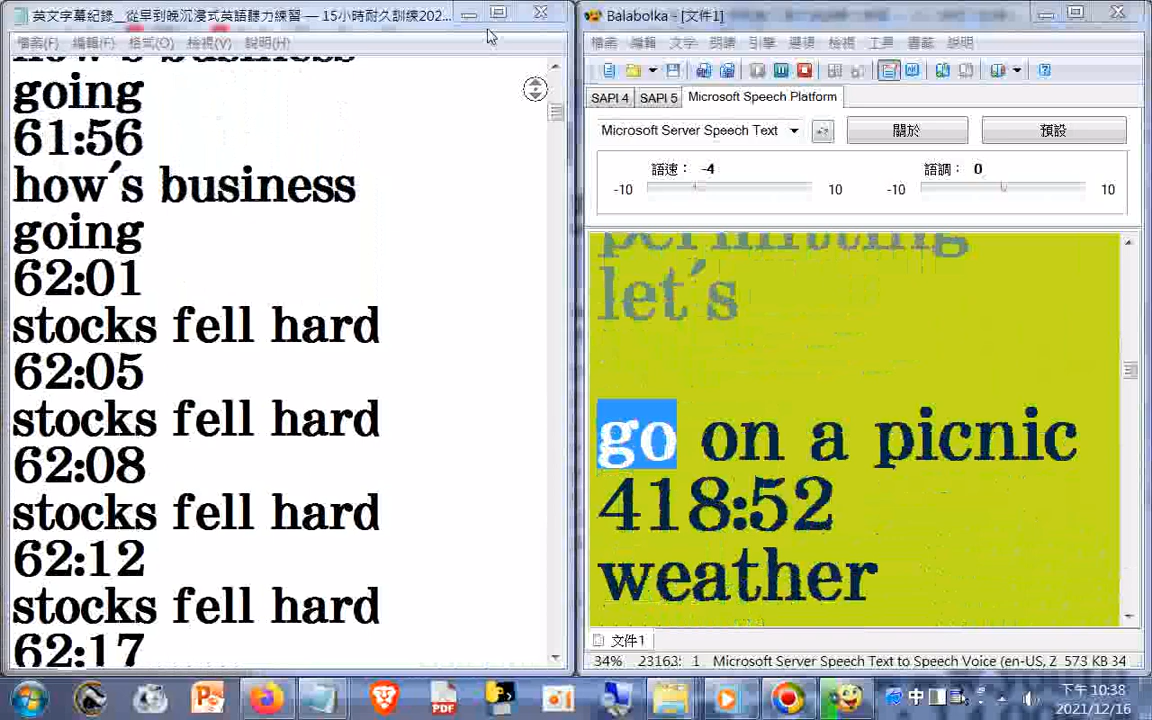 英文字幕紀錄__從早到晚沉浸式英語聽力練習 — 15小時耐久訓練202...
檔案(F) 編輯(E) 格式(O) 檢視(V) 說明(H)
how's business
going
61:56
how's business
going
62:01
stocks fell hard
62:05
stocks fell hard
62:08
stocks fell hard
62:12
stocks fell hard
62:17
Balabolka - [文件1]
檔案 編輯 文字 朗讀 引擎 選項 檢視 工具 書籤 說明
SAPI 4 SAPI 5 Microsoft Speech Platform
Microsoft Server Speech Text 關於 預設
語速： -4 語調： 0
-10 10 -10 10
permitting
let's
go on a picnic
418:52
weather
文件1
34% 23163: 1 Microsoft Server Speech Text to Speech Voice (en-US, Z 573 KB 34
PDF
中
下午 10:38
2021/12/16